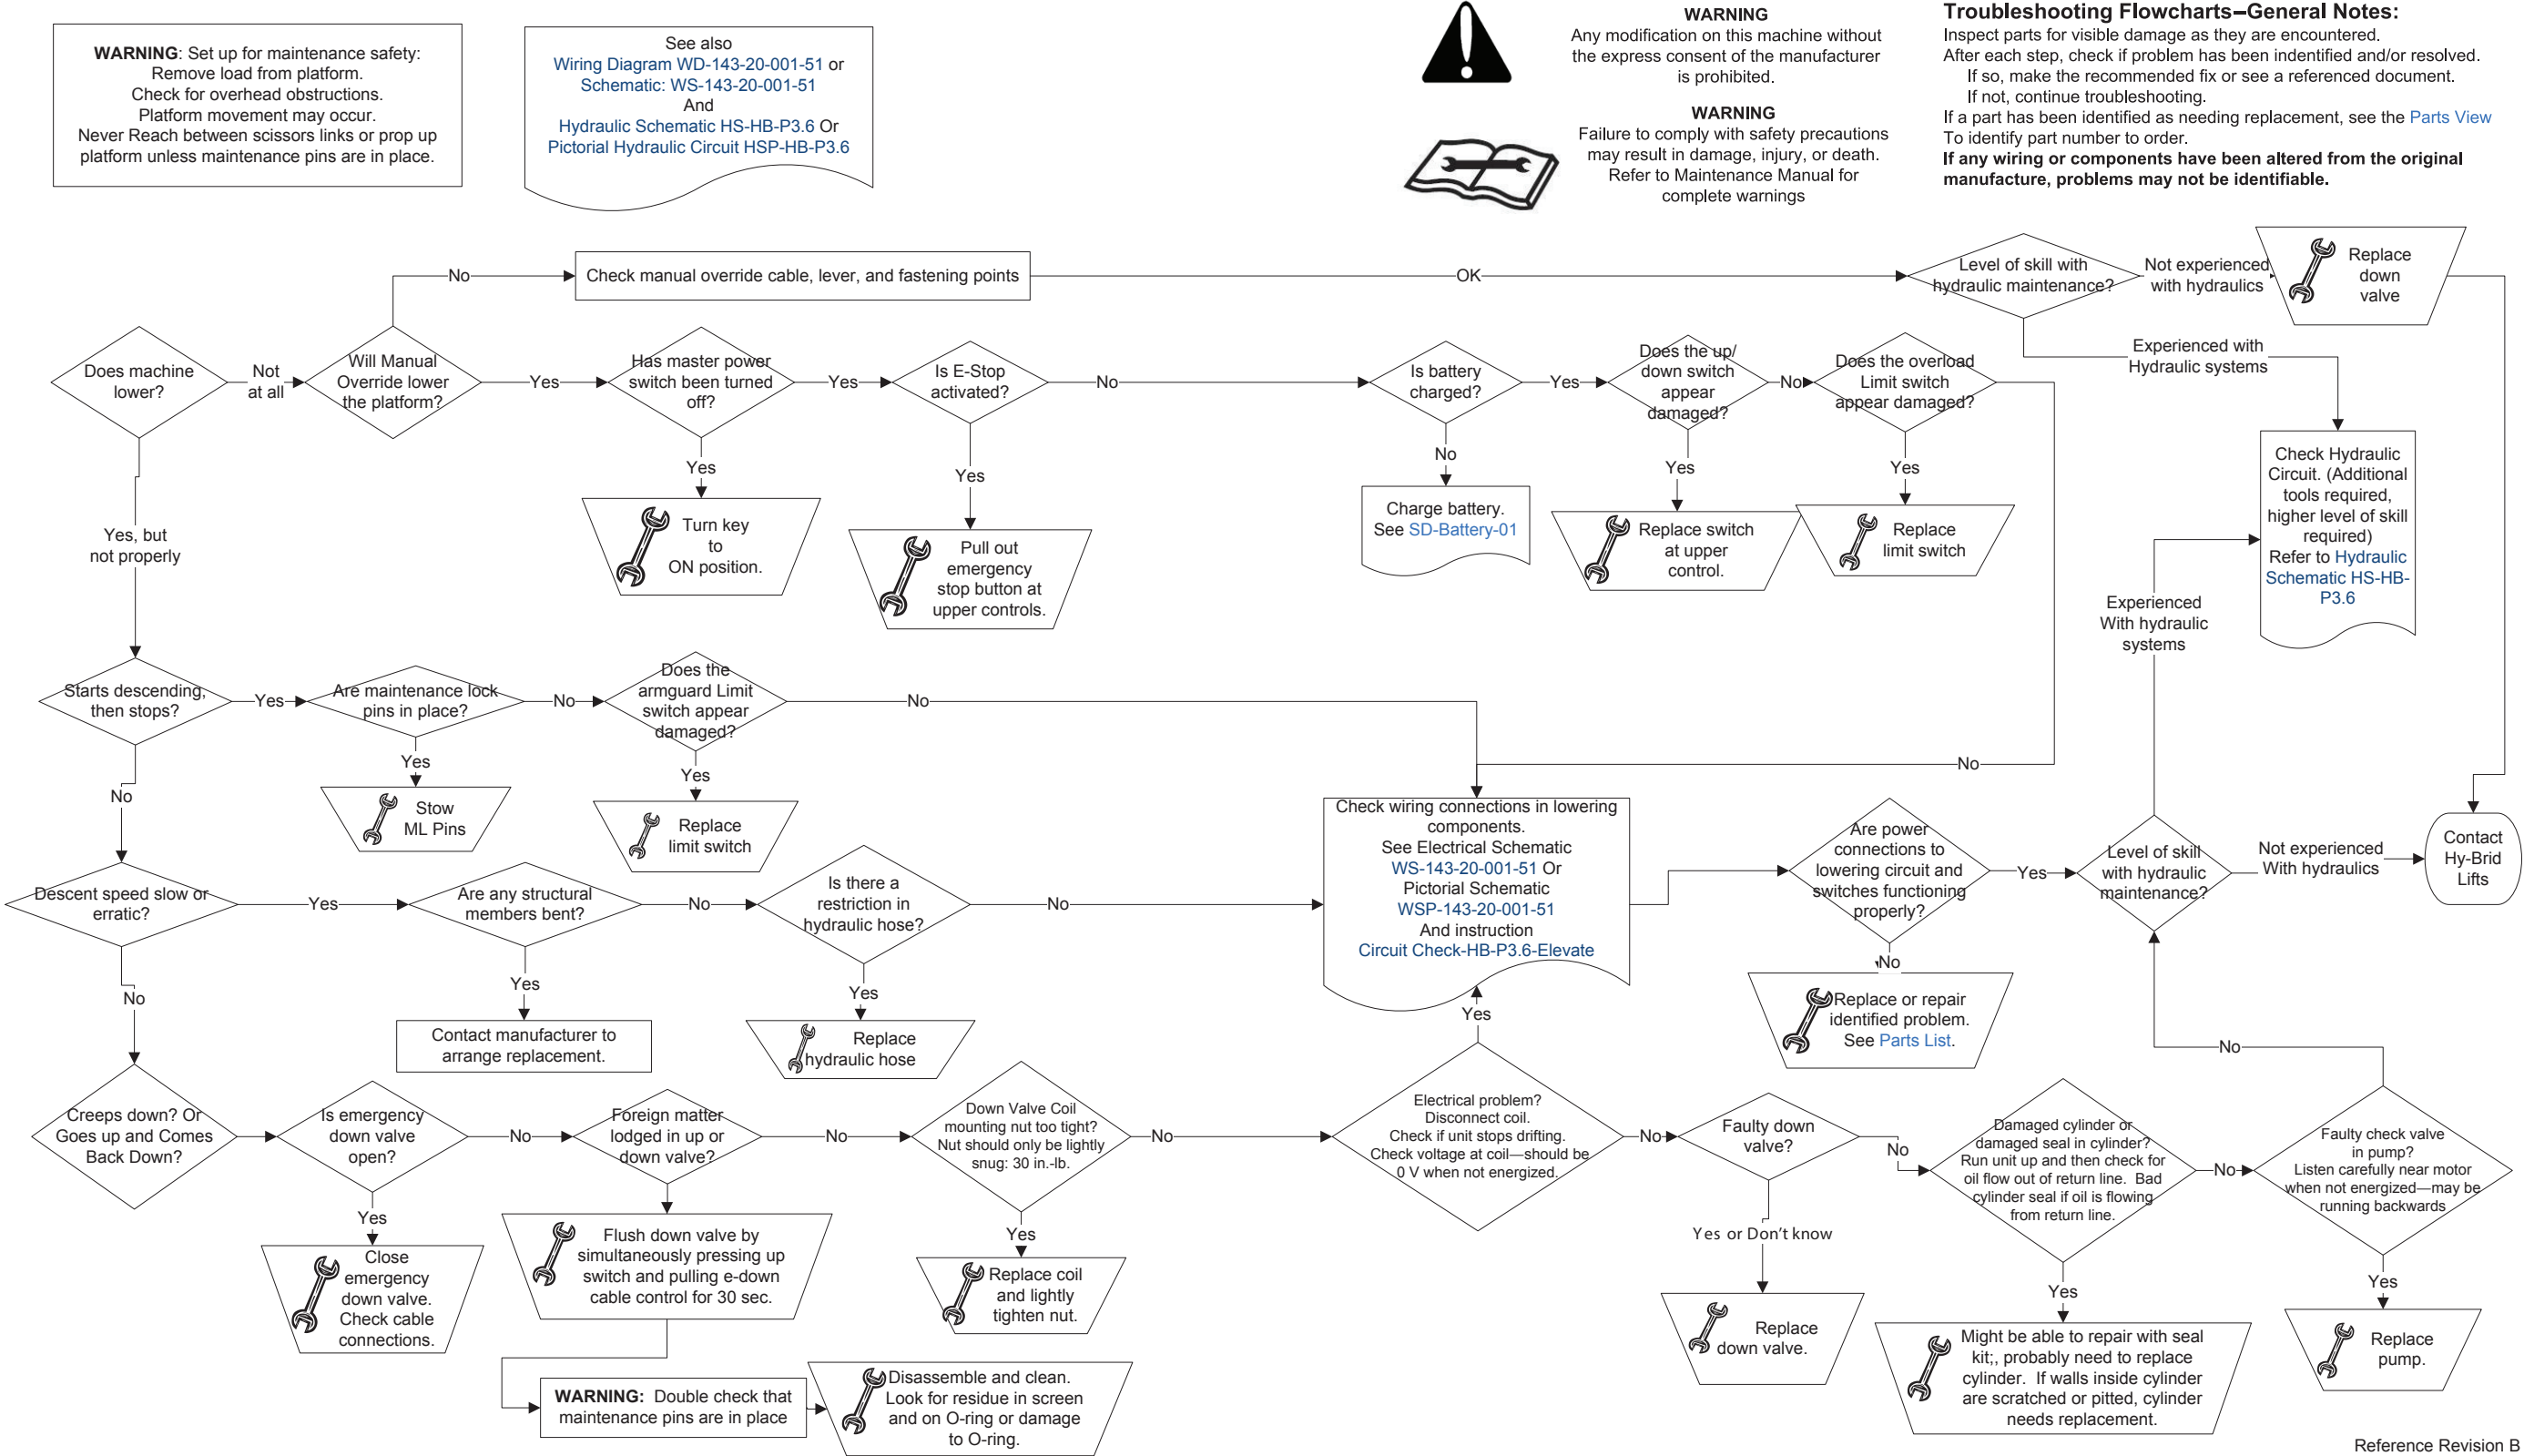 WARNING: Set up for maintenance safety:
Remove load from platform.
Check for overhead obstructions.
Platform movement may occur.
Never Reach between scissors links or prop up
platform unless maintenance pins are in place.
See also
Wiring Diagram WD-143-20-001-51 or
Schematic: WS-143-20-001-51
And
Hydraulic Schematic HS-HB-P3.6 Or
Pictorial Hydraulic Circuit HSP-HB-P3.6
WARNING
Any modification on this machine without
the express consent of the manufacturer
is prohibited.
WARNING
Failure to comply with safety precautions
may result in damage, injury, or death.
Refer to Maintenance Manual for
complete warnings
Troubleshooting Flowcharts–General Notes:
Inspect parts for visible damage as they are encountered.
After each step, check if problem has been indentified and/or resolved.
If so, make the recommended fix or see a referenced document.
If not, continue troubleshooting.
If a part has been identified as needing replacement, see the Parts View
To identify part number to order.
If any wiring or components have been altered from the original
manufacture, problems may not be identifiable.
No
Check manual override cable, lever, and fastening points
OK
Level of skill with
hydraulic maintenance?
Not experienced
with hydraulics
Replace
down
valve
Experienced with
Hydraulic systems
Does machine
lower?
Not
at all
Will Manual
Override lower
the platform?
Yes
Has master power
switch been turned
off?
Yes
Is E-Stop
activated?
No
Is battery
charged?
Yes
Does the up/
down switch
appear
damaged?
No
Does the overload
Limit switch
appear damaged?
Yes
Turn key
to
ON position.
Yes
Pull out
emergency
stop button at
upper controls.
No
Charge battery.
See SD-Battery-01
Yes
Replace switch
at upper
control.
Yes
Replace
limit switch
Check Hydraulic
Circuit. (Additional
tools required,
higher level of skill
required)
Refer to Hydraulic
Schematic HS-HB-
P3.6
Yes, but
not properly
Experienced
With hydraulic
systems
Starts descending,
then stops?
Yes
Are maintenance lock
pins in place?
No
Does the
armguard Limit
switch appear
damaged?
No
No
Yes
Stow
ML Pins
Yes
Replace
limit switch
No
Descent speed slow or
erratic?
Yes
Are any structural
members bent?
No
Is there a
restriction in
hydraulic hose?
No
Check wiring connections in lowering
components.
See Electrical Schematic
WS-143-20-001-51 Or
Pictorial Schematic
WSP-143-20-001-51
And instruction
Circuit Check-HB-P3.6-Elevate
Are power
connections to
lowering circuit and
switches functioning
properly?
Yes
Level of skill
with hydraulic
maintenance?
Not experienced
With hydraulics
Contact
Hy-Brid
Lifts
No
Yes
Contact manufacturer to
arrange replacement.
Yes
Replace
hydraulic hose
Yes
No
Replace or repair
identified problem.
See Parts List.
No
Creeps down? Or
Goes up and Comes
Back Down?
Is emergency
down valve
open?
No
Foreign matter
lodged in up or
down valve?
No
Down Valve Coil
mounting nut too tight?
Nut should only be lightly
snug: 30 in.-lb.
No
Electrical problem?
Disconnect coil.
Check if unit stops drifting.
Check voltage at coil—should be
0 V when not energized.
No
Faulty down
valve?
No
Damaged cylinder or
damaged seal in cylinder?
Run unit up and then check for
oil flow out of return line. Bad
cylinder seal if oil is flowing
from return line.
No
Faulty check valve
in pump?
Listen carefully near motor
when not energized—may be
running backwards
Yes
Close
emergency
down valve.
Check cable
connections.
Flush down valve by
simultaneously pressing up
switch and pulling e-down
cable control for 30 sec.
Yes
Replace coil
and lightly
tighten nut.
Yes or Don't know
Replace
down valve.
Yes
Might be able to repair with seal
kit;, probably need to replace
cylinder. If walls inside cylinder
are scratched or pitted, cylinder
needs replacement.
Yes
Replace
pump.
WARNING: Double check that
maintenance pins are in place
Disassemble and clean.
Look for residue in screen
and on O-ring or damage
to O-ring.
Reference Revision B